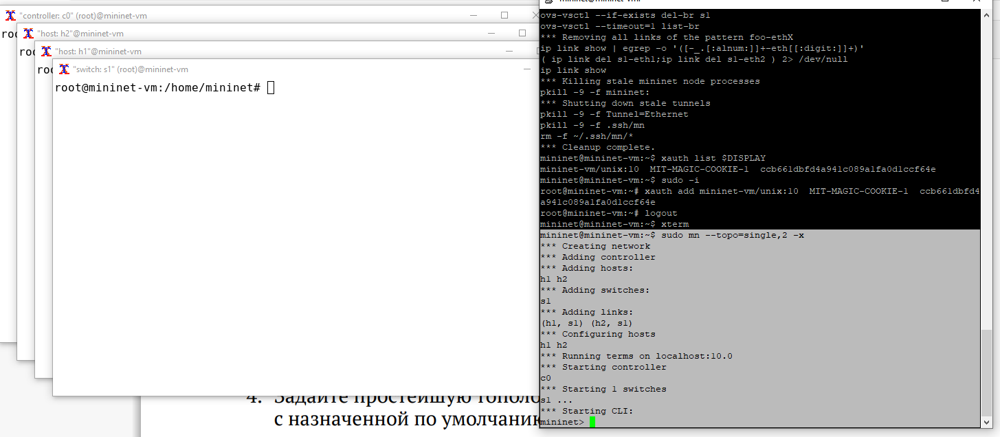 "controller: c0" (root)@mininet-vm
"host: h2"@mininet-vm
"host: h1"@mininet-vm
"switch: s1" (root)@mininet-vm
root@mininet-vm:/home/mininet#
ovs-vsctl --if-exists del-br s1
ovs-vsctl --timeout=1 list-br
*** Removing all links of the pattern foo-ethX
ip link show | egrep -o '([-_.[:alnum:]]+-eth[[:digit:]]+)'
( ip link del s1-eth1;ip link del s1-eth2 ) 2> /dev/null
ip link show
*** Killing stale mininet node processes
pkill -9 -f mininet:
*** Shutting down stale tunnels
pkill -9 -f Tunnel=Ethernet
pkill -9 -f .ssh/mn
rm -f ~/.ssh/mn/*
*** Cleanup complete.
mininet@mininet-vm:~$ xauth list $DISPLAY
mininet-vm/unix:10  MIT-MAGIC-COOKIE-1  ccb661dbfd4a941c089a1fa0d1ccf64e
mininet@mininet-vm:~$ sudo -i
root@mininet-vm:~# xauth add mininet-vm/unix:10  MIT-MAGIC-COOKIE-1  ccb661dbfd4
a941c089a1fa0d1ccf64e
root@mininet-vm:~# logout
mininet@mininet-vm:~$ xterm
mininet@mininet-vm:~$ sudo mn --topo=single,2 -x
*** Creating network
*** Adding controller
*** Adding hosts:
h1 h2
*** Adding switches:
s1
*** Adding links:
(h1, s1) (h2, s1)
*** Configuring hosts
h1 h2
*** Running terms on localhost:10.0
*** Starting controller
c0
*** Starting 1 switches
s1 ...
*** Starting CLI:
mininet>
4. Задайте простейшую
с назначенной по